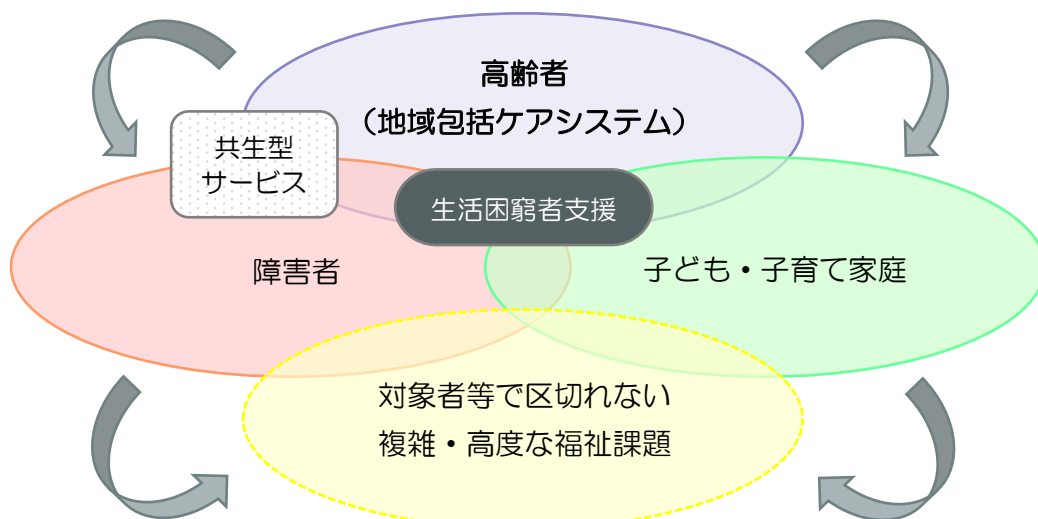 高齢者
（地域包括ケアシステム）
共生型
サービス
生活困窮者支援
障害者
子ども・子育て家庭
対象者等で区切れない
複雑・高度な福祉課題